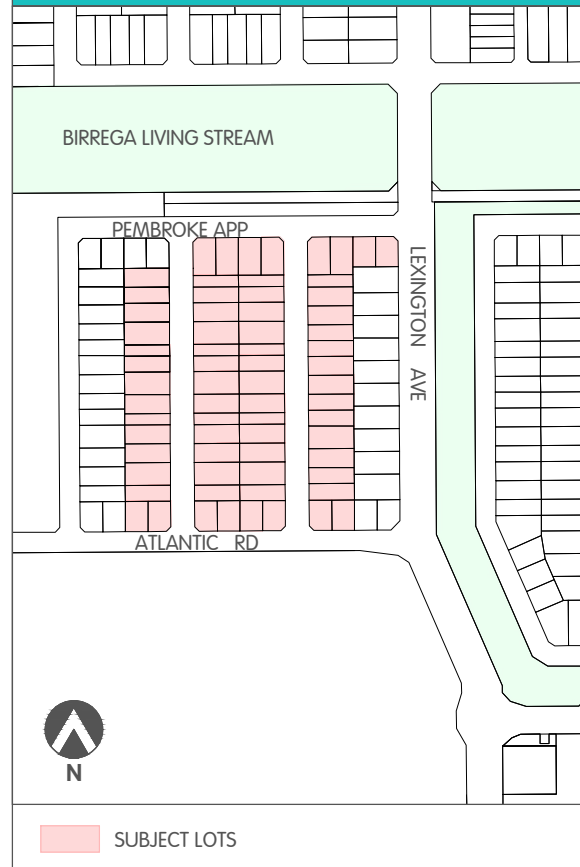 BIRREGA LIVING STREAM
PEMBROKE APP
LEXINGTON AVE
ATLANTIC RD
N
SUBJECT LOTS